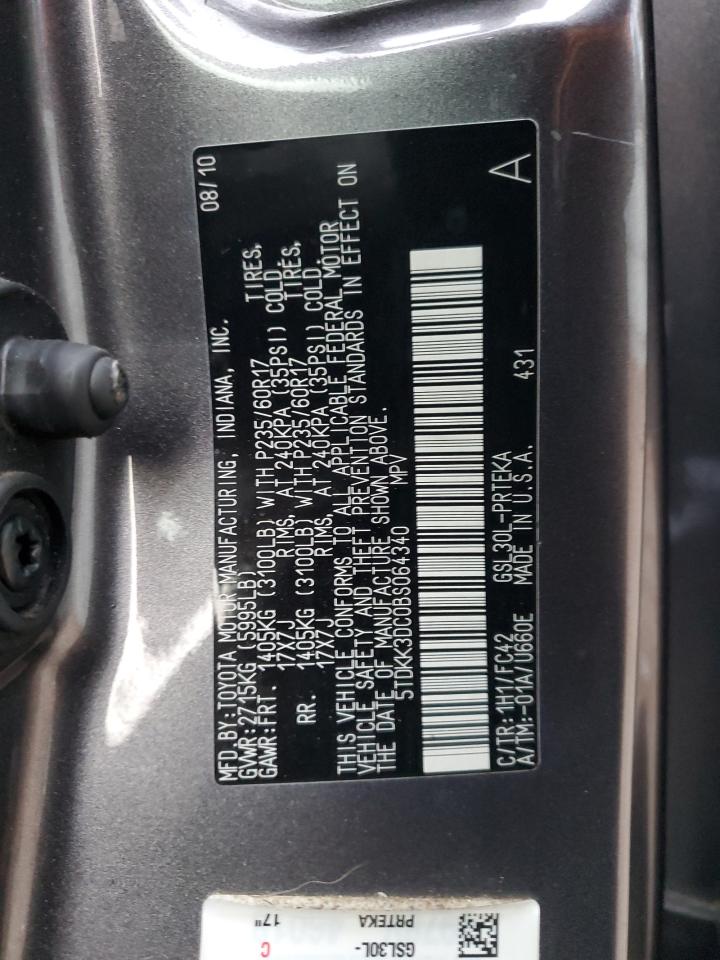 MFD.BY:TOYOTA MOTOR MANUFACTURING, INDIANA, INC. 08/10
GVWR:2715KG (5995LB)
GAWR:FRT. 1405KG (3100LB) WITH P235/60R17 TIRES,
17X7J RIMS, AT 240KPA (35PSI) COLD.
RR. 1405KG (3100LB) WITH P235/60R17 TIRES,
17X7J RIMS, AT 240KPA (35PSI) COLD.
THIS VEHICLE CONFORMS TO ALL APPLICABLE FEDERAL MOTOR
VEHICLE SAFETY AND THEFT PREVENTION STANDARDS IN EFFECT ON
THE DATE OF MANUFACTURE SHOWN ABOVE.
5TDKK3DC0BS064340 MPV
C/TR:1H1/FC42 GSL30L-PRTEKA 431 A
A/TM:-01A/U660E MADE IN U.S.A.
GSL30L-
PRTEKA
17"
C